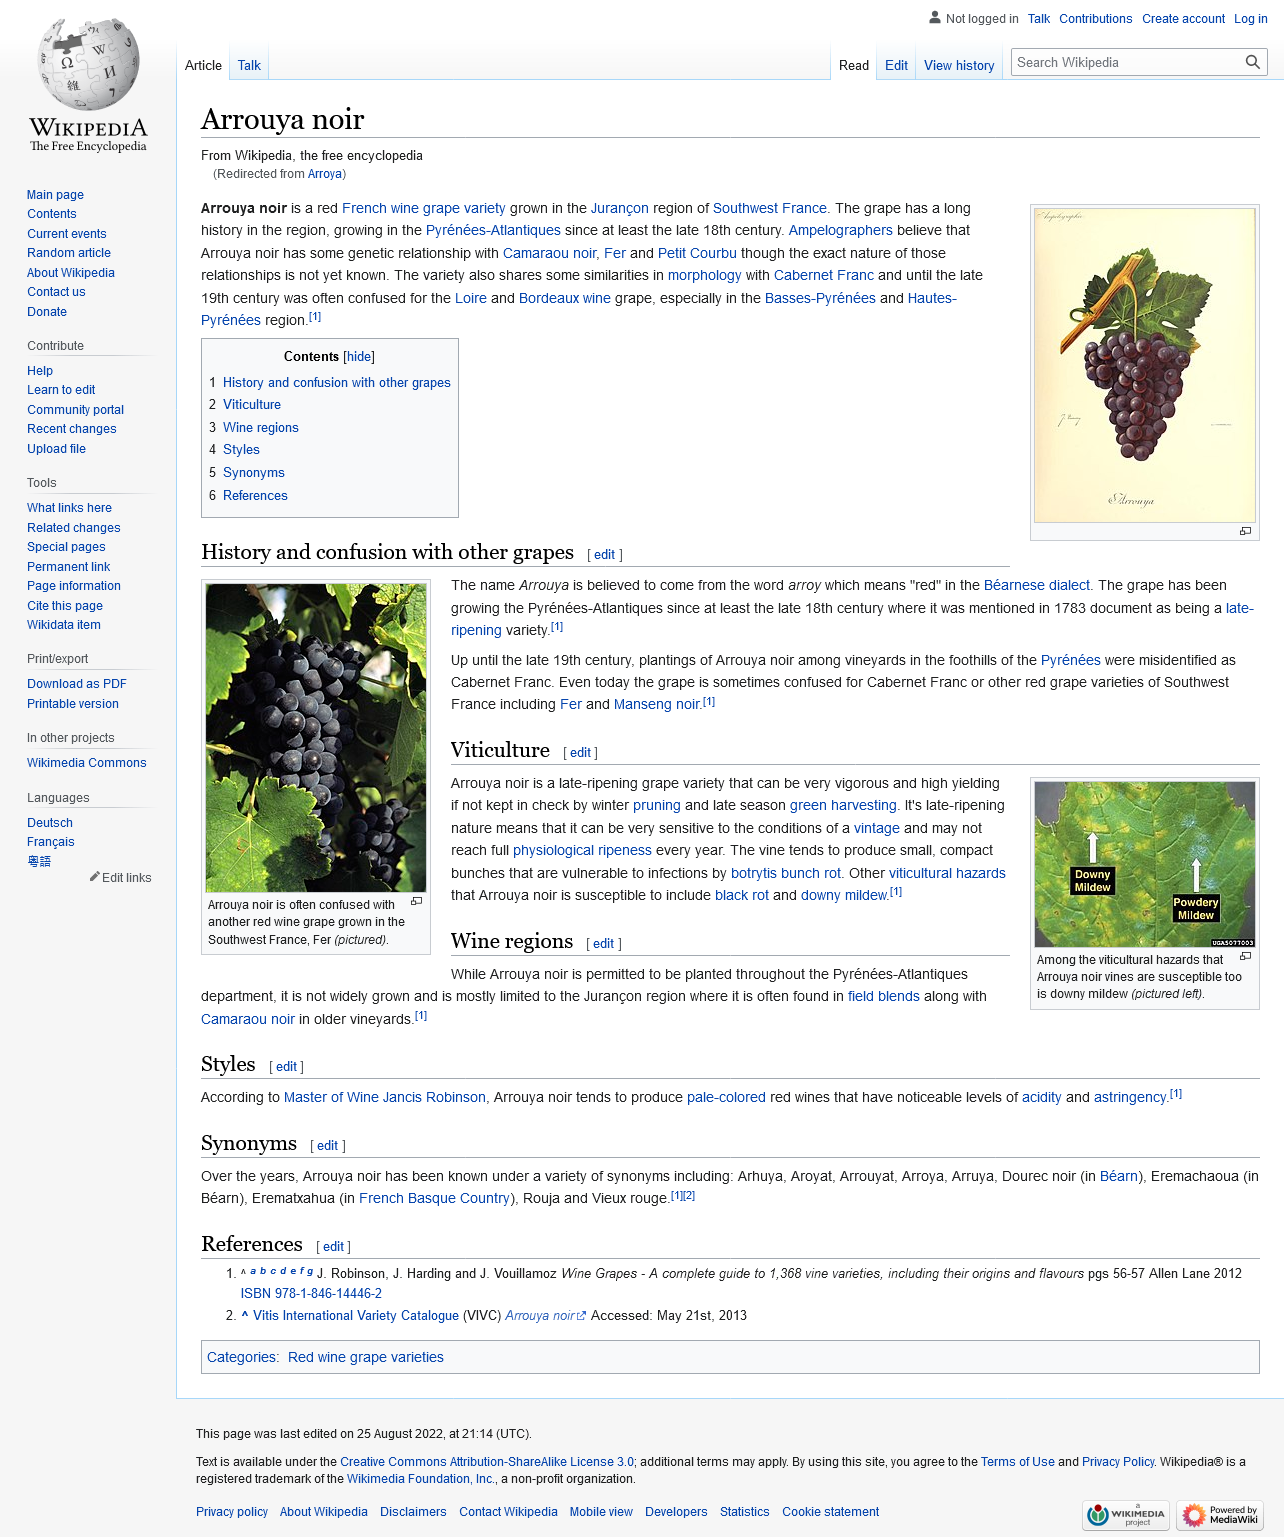 Not logged in Talk Contributions Create account Log in
Article Talk Read Edit View history Search Wikipedia
WIKIPEDIA
The Free Encyclopedia
Main page
Contents
Current events
Random article
About Wikipedia
Contact us
Donate
Contribute
Help
Learn to edit
Community portal
Recent changes
Upload file
Tools
What links here
Related changes
Special pages
Permanent link
Page information
Cite this page
Wikidata item
Print/export
Download as PDF
Printable version
In other projects
Wikimedia Commons
Languages
Deutsch
Français
粵語
Edit links
Arrouya noir
From Wikipedia, the free encyclopedia
(Redirected from Arroya)
Arrouya noir is a red French wine grape variety grown in the Jurançon region of Southwest France. The grape has a long
history in the region, growing in the Pyrénées-Atlantiques since at least the late 18th century. Ampelographers believe that
Arrouya noir has some genetic relationship with Camaraou noir, Fer and Petit Courbu though the exact nature of those
relationships is not yet known. The variety also shares some similarities in morphology with Cabernet Franc and until the late
19th century was often confused for the Loire and Bordeaux wine grape, especially in the Basses-Pyrénées and Hautes-
Pyrénées region.[1]
Arrouya
Contents [hide]
1 History and confusion with other grapes
2 Viticulture
3 Wine regions
4 Styles
5 Synonyms
6 References
History and confusion with other grapes [ edit ]
The name Arrouya is believed to come from the word arroy which means "red" in the Béarnese dialect. The grape has been
growing the Pyrénées-Atlantiques since at least the late 18th century where it was mentioned in 1783 document as being a late-
ripening variety.[1]
Up until the late 19th century, plantings of Arrouya noir among vineyards in the foothills of the Pyrénées were misidentified as
Cabernet Franc. Even today the grape is sometimes confused for Cabernet Franc or other red grape varieties of Southwest
France including Fer and Manseng noir.[1]
Arrouya noir is often confused with
another red wine grape grown in the
Southwest France, Fer (pictured).
Viticulture [ edit ]
Arrouya noir is a late-ripening grape variety that can be very vigorous and high yielding
if not kept in check by winter pruning and late season green harvesting. It's late-ripening
nature means that it can be very sensitive to the conditions of a vintage and may not
reach full physiological ripeness every year. The vine tends to produce small, compact
bunches that are vulnerable to infections by botrytis bunch rot. Other viticultural hazards
that Arrouya noir is susceptible to include black rot and downy mildew.[1]
Downy
Mildew
Powdery
Mildew
UGA5077003
Among the viticultural hazards that
Arrouya noir vines are susceptible too
is downy mildew (pictured left).
Wine regions [ edit ]
While Arrouya noir is permitted to be planted throughout the Pyrénées-Atlantiques
department, it is not widely grown and is mostly limited to the Jurançon region where it is often found in field blends along with
Camaraou noir in older vineyards.[1]
Styles [ edit ]
According to Master of Wine Jancis Robinson, Arrouya noir tends to produce pale-colored red wines that have noticeable levels of acidity and astringency.[1]
Synonyms [ edit ]
Over the years, Arrouya noir has been known under a variety of synonyms including: Arhuya, Aroyat, Arrouyat, Arroya, Arruya, Dourec noir (in Béarn), Eremachaoua (in
Béarn), Erematxahua (in French Basque Country), Rouja and Vieux rouge.[1][2]
References [ edit ]
1. ^ a b c d e f g J. Robinson, J. Harding and J. Vouillamoz Wine Grapes - A complete guide to 1,368 vine varieties, including their origins and flavours pgs 56-57 Allen Lane 2012
ISBN 978-1-846-14446-2
2. ^ Vitis International Variety Catalogue (VIVC) Arrouya noir Accessed: May 21st, 2013
Categories: Red wine grape varieties
This page was last edited on 25 August 2022, at 21:14 (UTC).
Text is available under the Creative Commons Attribution-ShareAlike License 3.0; additional terms may apply. By using this site, you agree to the Terms of Use and Privacy Policy. Wikipedia® is a
registered trademark of the Wikimedia Foundation, Inc., a non-profit organization.
Privacy policy About Wikipedia Disclaimers Contact Wikipedia Mobile view Developers Statistics Cookie statement
a
WIKIMEDIA
project
Powered by
MediaWiki